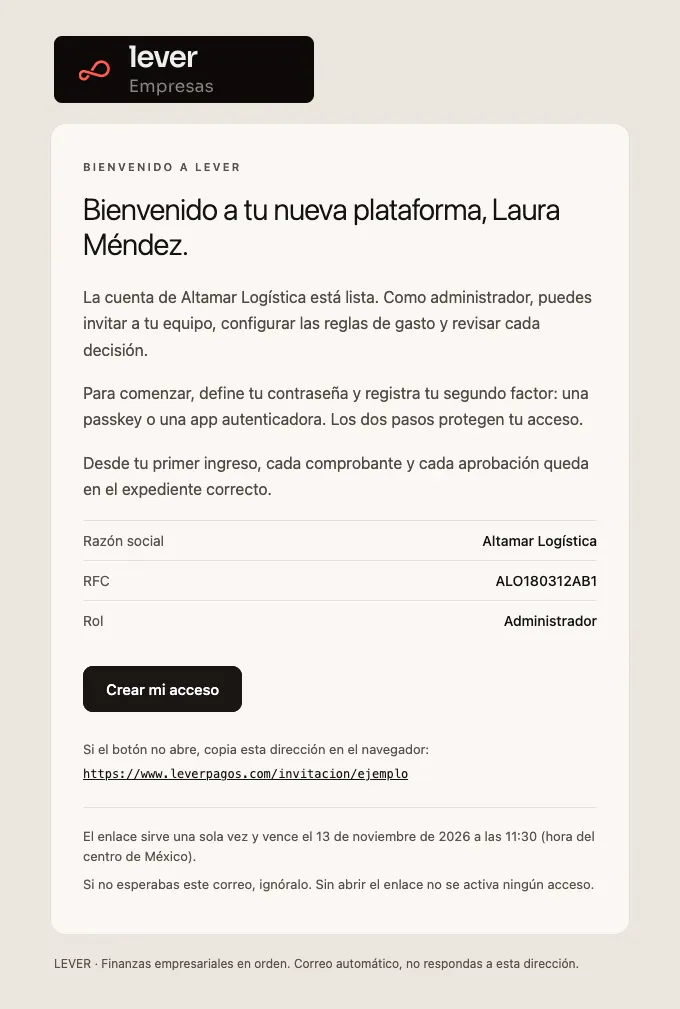 lever
Empresas
BIENVENIDO A LEVER
Bienvenido a tu nueva plataforma, Laura
Méndez.
La cuenta de Altamar Logística está lista. Como administrador, puedes
invitar a tu equipo, configurar las reglas de gasto y revisar cada
decisión.
Para comenzar, define tu contraseña y registra tu segundo factor: una
passkey o una app autenticadora. Los dos pasos protegen tu acceso.
Desde tu primer ingreso, cada comprobante y cada aprobación queda
en el expediente correcto.
Razón social Altamar Logística
RFC ALO180312AB1
Rol Administrador
Crear mi acceso
Si el botón no abre, copia esta dirección en el navegador:
https://www.leverpagos.com/invitacion/ejemplo
El enlace sirve una sola vez y vence el 13 de noviembre de 2026 a las 11:30 (hora del
centro de México).
Si no esperabas este correo, ignóralo. Sin abrir el enlace no se activa ningún acceso.
LEVER · Finanzas empresariales en orden. Correo automático, no respondas a esta dirección.